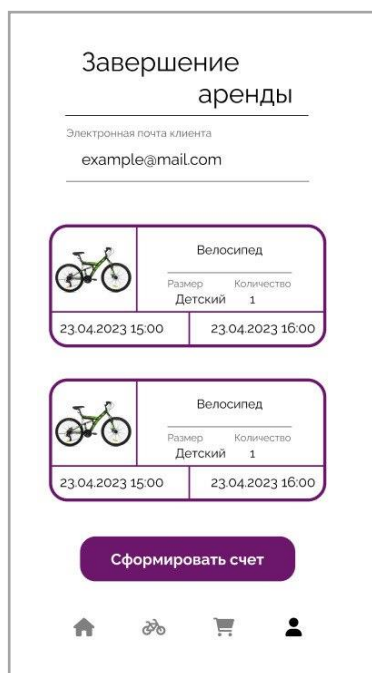 Завершение
аренды
Электронная почта клиента
example@mail.com
Велосипед
Размер Количество
Детский 1
23.04.2023 15:00 23.04.2023 16:00
Велосипед
Размер Количество
Детский 1
23.04.2023 15:00 23.04.2023 16:00
Сформировать счет